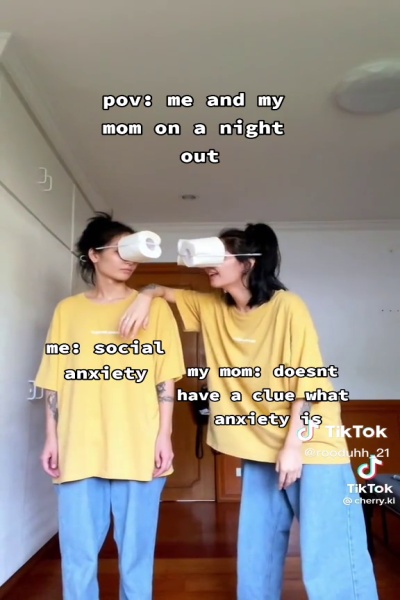 pov: me and my
mom on a night
out
me: social
anxiety
my mom: doesnt
have a clue what
anxiety is
TikTok
TikTok
@cherry.ki